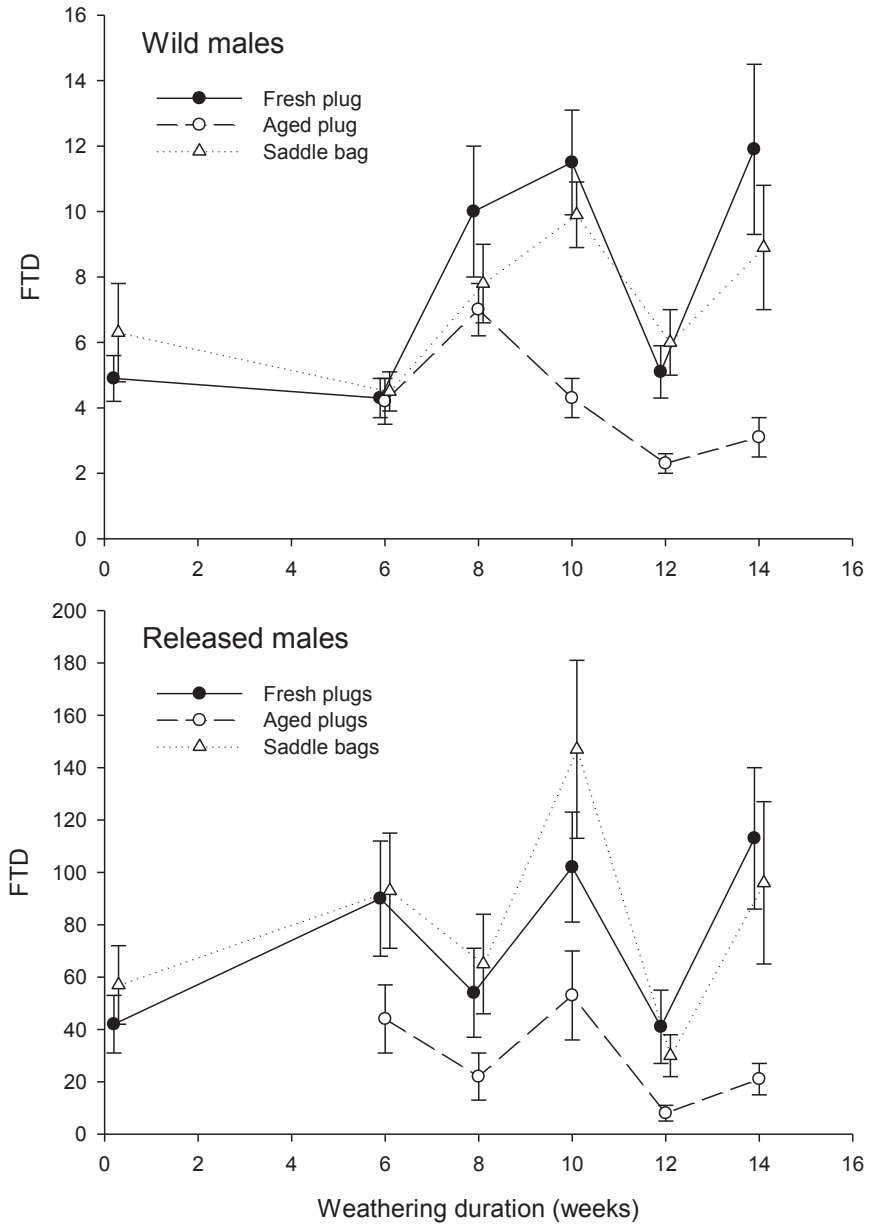 16
14
12
10
8
6
4
2
0
FTD
Wild males
Fresh plug
Aged plug
Saddle bag
0 2 4 6 8 10 12 14 16
200
180
160
140
120
100
80
60
40
20
0
FTD
Released males
Fresh plugs
Aged plugs
Saddle bags
0 2 4 6 8 10 12 14 16
Weathering duration (weeks)